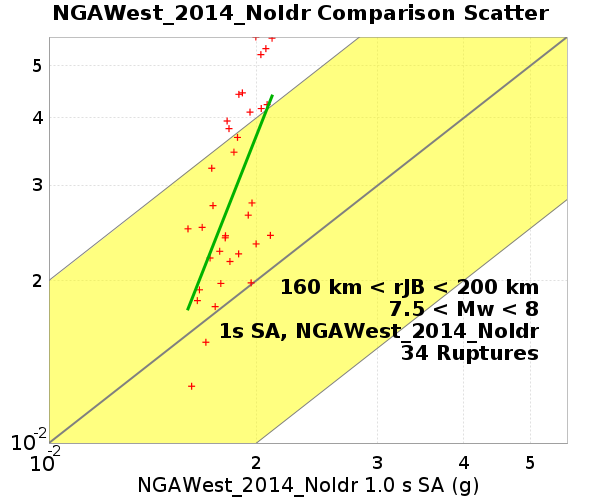 NGAWest_2014_NoIdr Comparison Scatter
5
4
3
2
10-2
160 km < rJB < 200 km
7.5 < Mw < 8
1s SA, NGAWest_2014_NoIdr
34 Ruptures
10-2
2
3
4
5
NGAWest_2014_NoIdr 1.0 s SA (g)